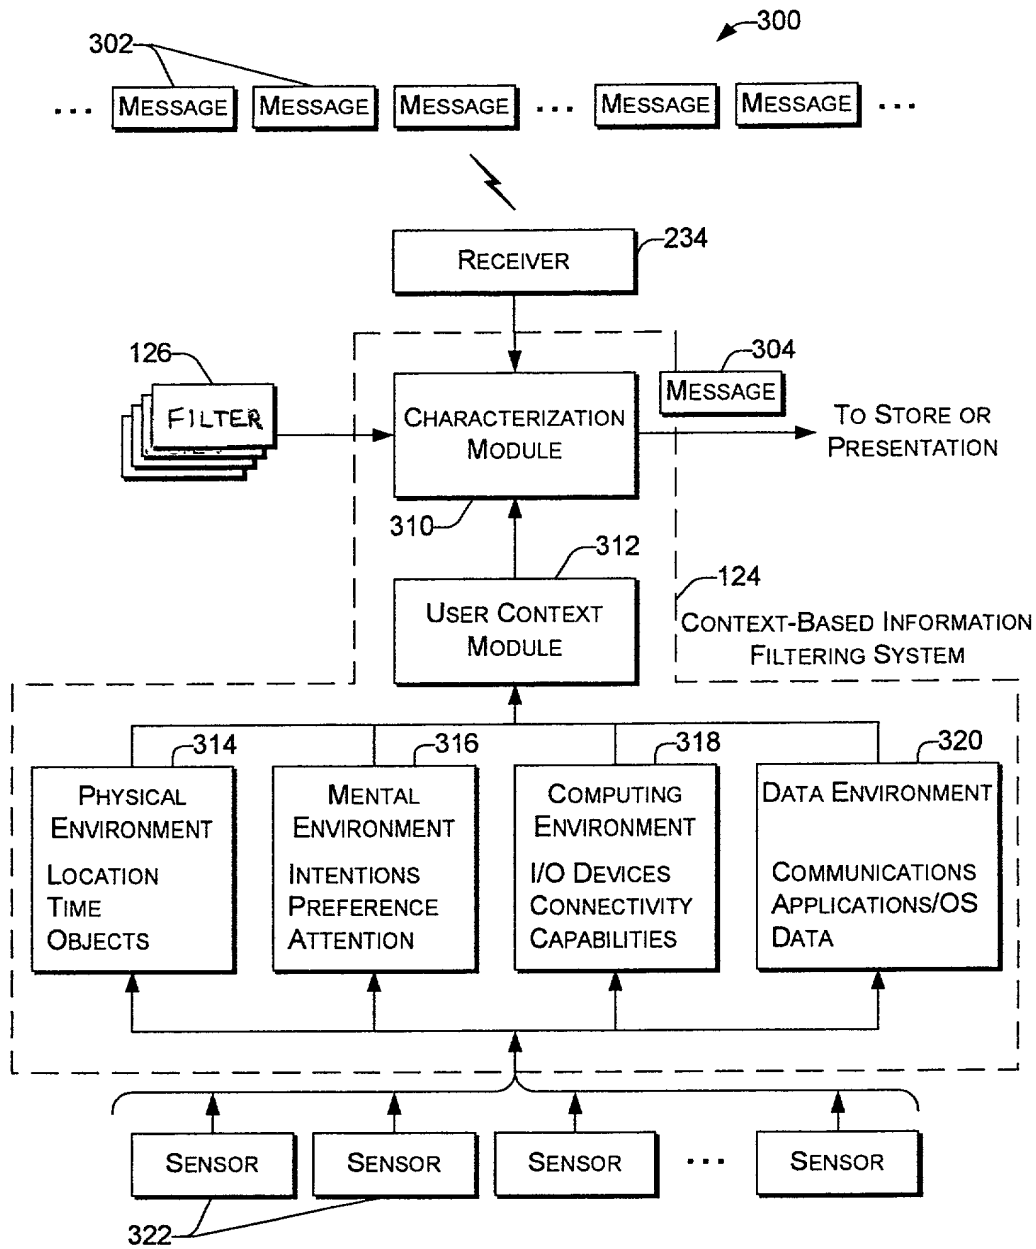 300
302
... MESSAGE MESSAGE MESSAGE ... MESSAGE MESSAGE ...
RECEIVER
234
126
FILTER
CHARACTERIZATION
MODULE
310
304
MESSAGE
TO STORE OR
PRESENTATION
312
USER CONTEXT
MODULE
124
CONTEXT-BASED INFORMATION
FILTERING SYSTEM
314
PHYSICAL
ENVIRONMENT
LOCATION
TIME
OBJECTS
316
MENTAL
ENVIRONMENT
INTENTIONS
PREFERENCE
ATTENTION
318
COMPUTING
ENVIRONMENT
I/O DEVICES
CONNECTIVITY
CAPABILITIES
320
DATA ENVIRONMENT
COMMUNICATIONS
APPLICATIONS/OS
DATA
SENSOR SENSOR SENSOR ... SENSOR
322